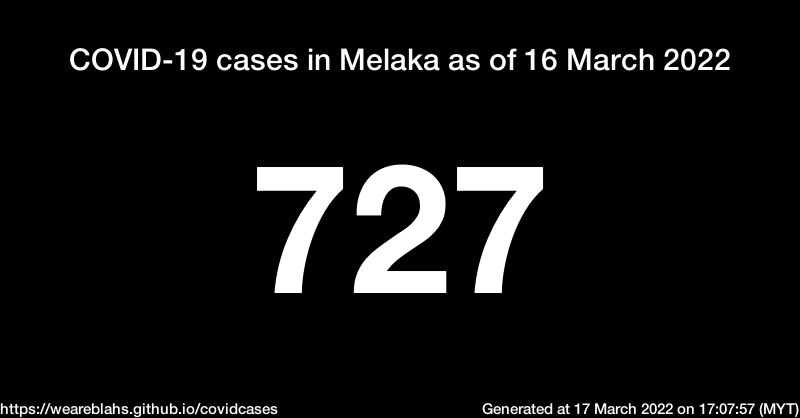 COVID-19 cases in Melaka as of 16 March 2022
727
https://weareblahs.github.io/covidcases
Generated at 17 March 2022 on 17:07:57 (MYT)